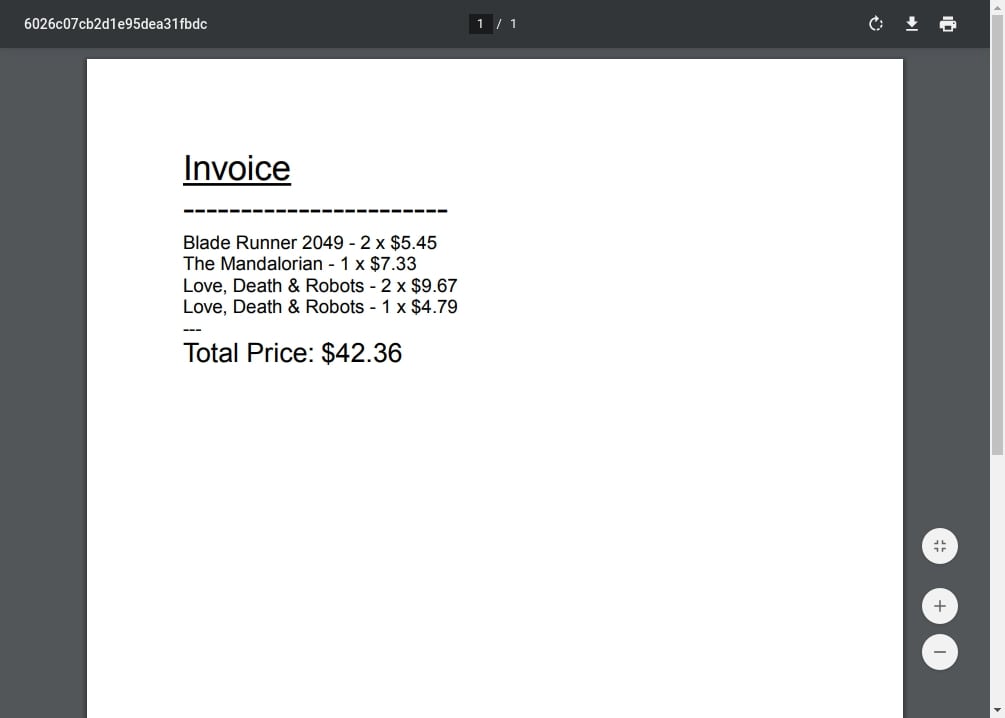 6026c07cb2d1e95dea31fbdc
1 / 1
Invoice
-----------------------
Blade Runner 2049 - 2 x $5.45
The Mandalorian - 1 x $7.33
Love, Death & Robots - 2 x $9.67
Love, Death & Robots - 1 x $4.79
---
Total Price: $42.36